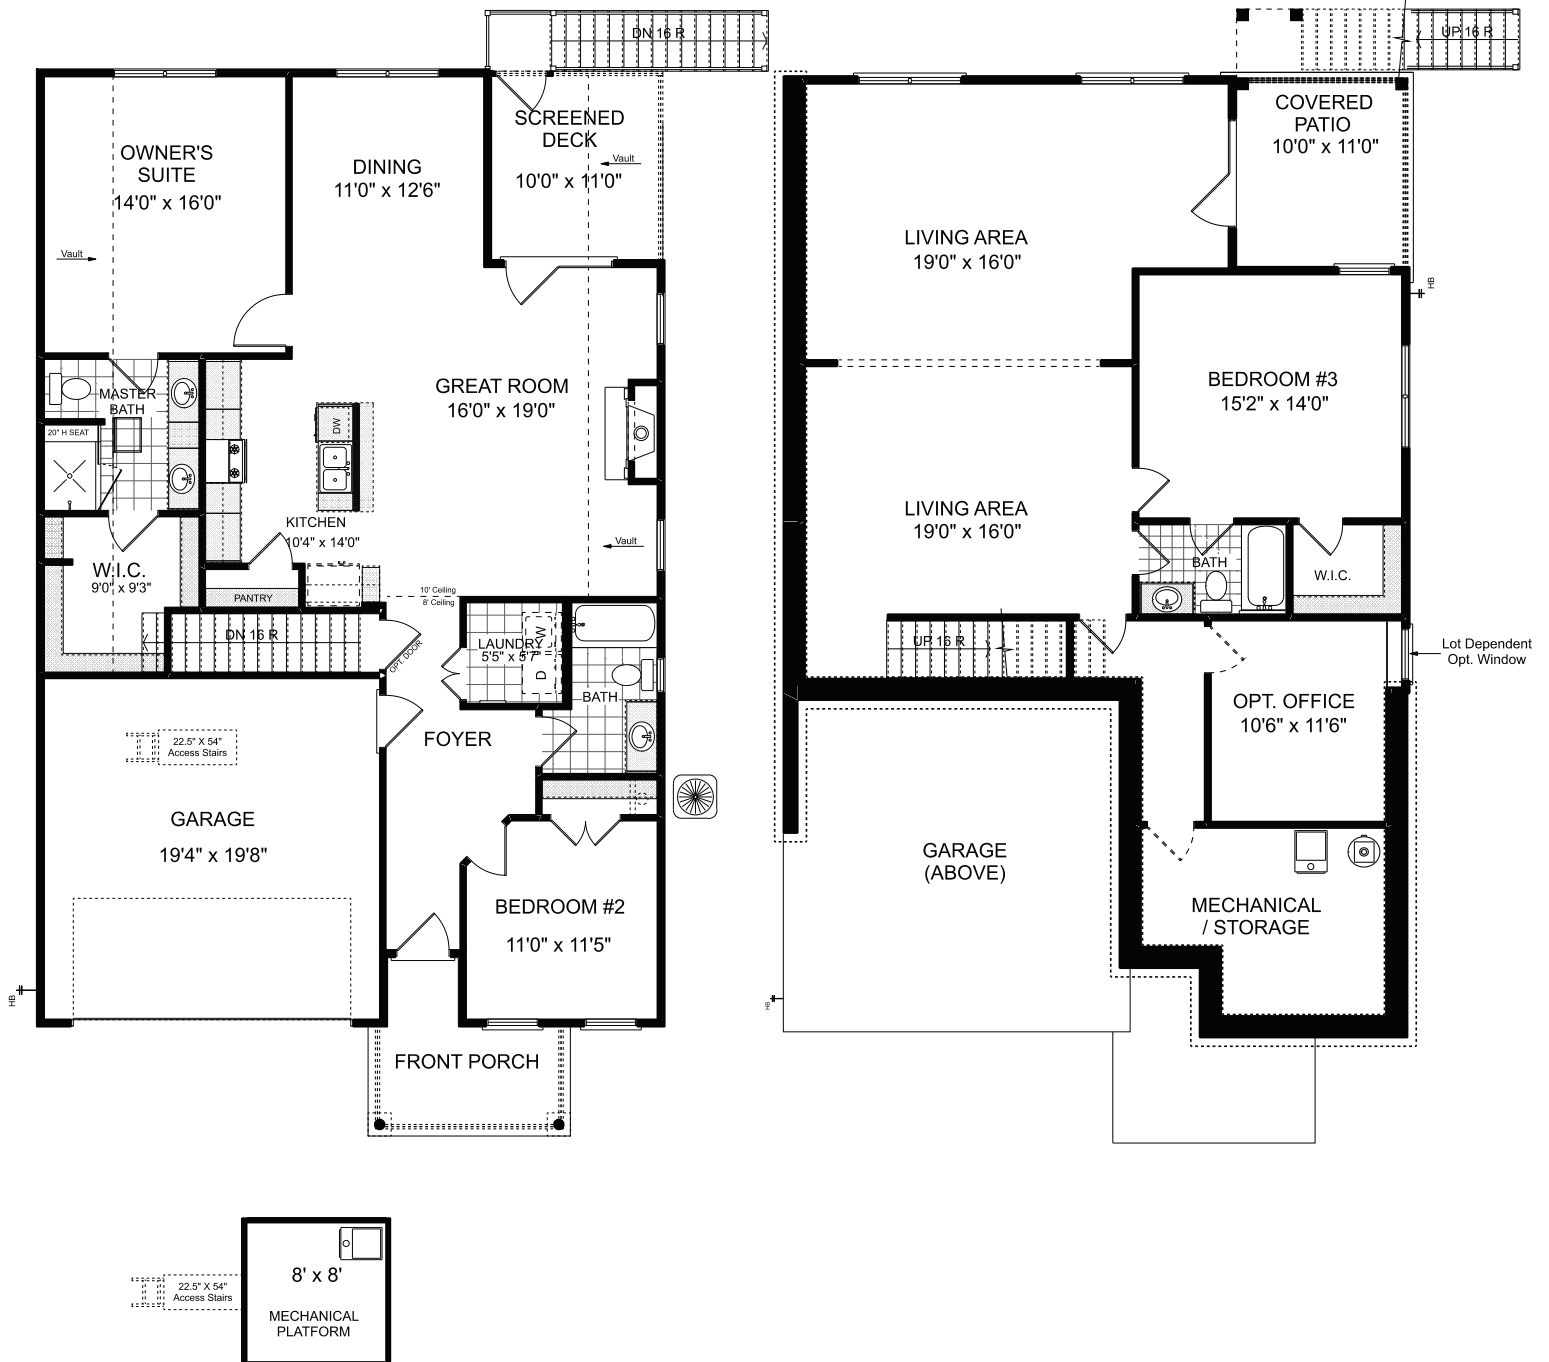 DN 16 R
SCREENED
DECK
Vault
10'0" x 11'0"
OWNER'S
SUITE
14'0" x 16'0"
Vault
DINING
11'0" x 12'6"
GREAT ROOM
16'0" x 19'0"
MASTER
BATH
20" H SEAT
DW
KITCHEN
10'4" x 14'0"
Vault
W.I.C.
9'0" x 9'3"
PANTRY
10' Ceiling
8' Ceiling
DN 16 R
OPT. DOOR
LAUNDRY
5'5" x 5'7"
W
D
BATH
FOYER
22.5" X 54"
Access Stairs
GARAGE
19'4" x 19'8"
BEDROOM #2
11'0" x 11'5"
HB
FRONT PORCH
22.5" X 54"
Access Stairs
8' x 8'
MECHANICAL
PLATFORM
UP 16 R
COVERED
PATIO
10'0" x 11'0"
LIVING AREA
19'0" x 16'0"
HB
BEDROOM #3
15'2" x 14'0"
LIVING AREA
19'0" x 16'0"
BATH
W.I.C.
UP 16 R
Lot Dependent
Opt. Window
OPT. OFFICE
10'6" x 11'6"
GARAGE
(ABOVE)
MECHANICAL
/ STORAGE
HB